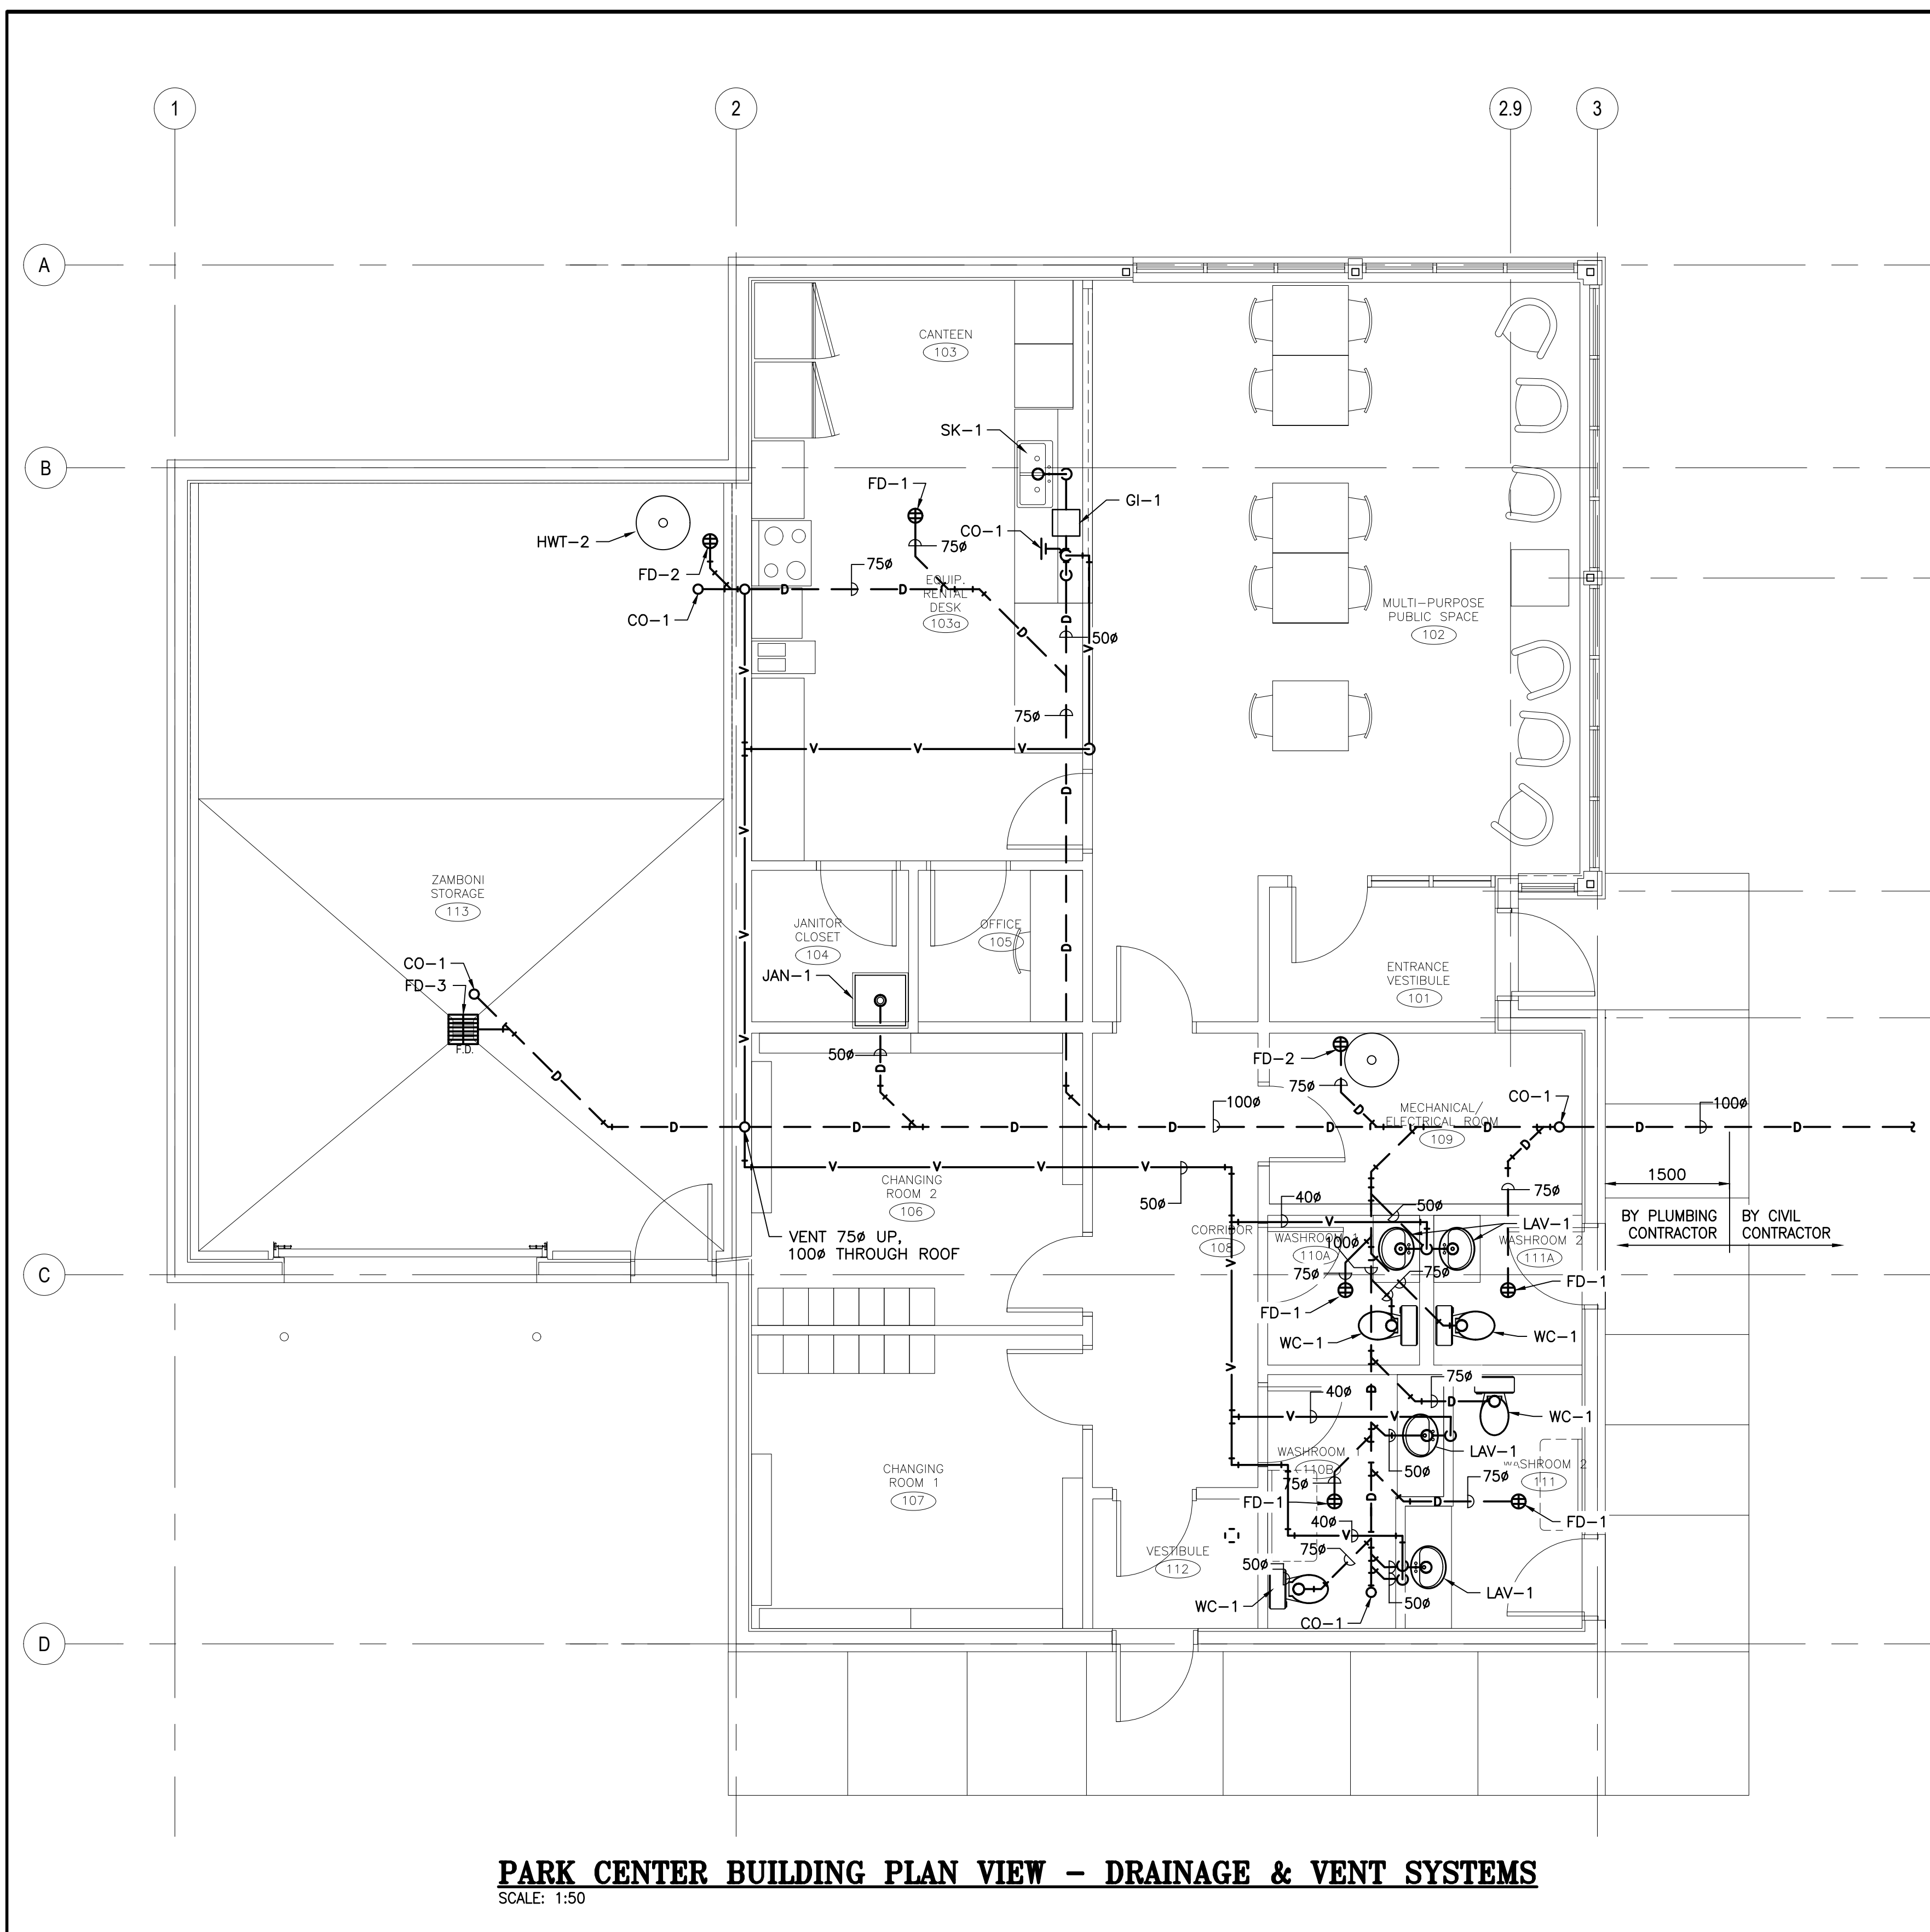 1
2
2.9
3
A
CANTEEN
103
SK-1
B
FD-1
GI-1
CO-1
HWT-2
75ø
FD-2
75ø
EQUIP.
RENTAL
DESK
103a
D
D
CO-1
MULTI-PURPOSE
PUBLIC SPACE
102
D
D
50ø
V
V
75ø
V
V
V
D
V
ZAMBONI
STORAGE
113
JANITOR
CLOSET
104
OFFICE
105
V
D
CO-1
FD-3
JAN-1
ENTRANCE
VESTIBULE
101
F.D.
V
50ø
D
FD-2
75ø
D
100ø
D
MECHANICAL/
ELECTRICAL ROOM
109
CO-1
100ø
D
D
D
D
D
D
D
D
D
D
V
V
V
V
1500
CHANGING
ROOM 2
106
50ø
40ø
50ø
75ø
BY PLUMBING
CONTRACTOR
BY CIVIL
CONTRACTOR
VENT 75ø UP,
100ø THROUGH ROOF
CORRIDOR
108
V
V
LAV-1
WASHROOM 1
110A
100ø
WASHROOM 2
111A
C
75ø
75ø
FD-1
FD-1
WC-1
WC-1
V
75ø
40ø
D
D
V
V
WC-1
CHANGING
ROOM 1
107
WASHROOM 1
110B
LAV-1
WASHROOM 2
111
75ø
50ø
75ø
FD-1
D
D
FD-1
40ø
V
VESTIBULE
112
75ø
50ø
WC-1
LAV-1
50ø
CO-1
D
PARK CENTER BUILDING PLAN VIEW - DRAINAGE & VENT SYSTEMS
SCALE: 1:50